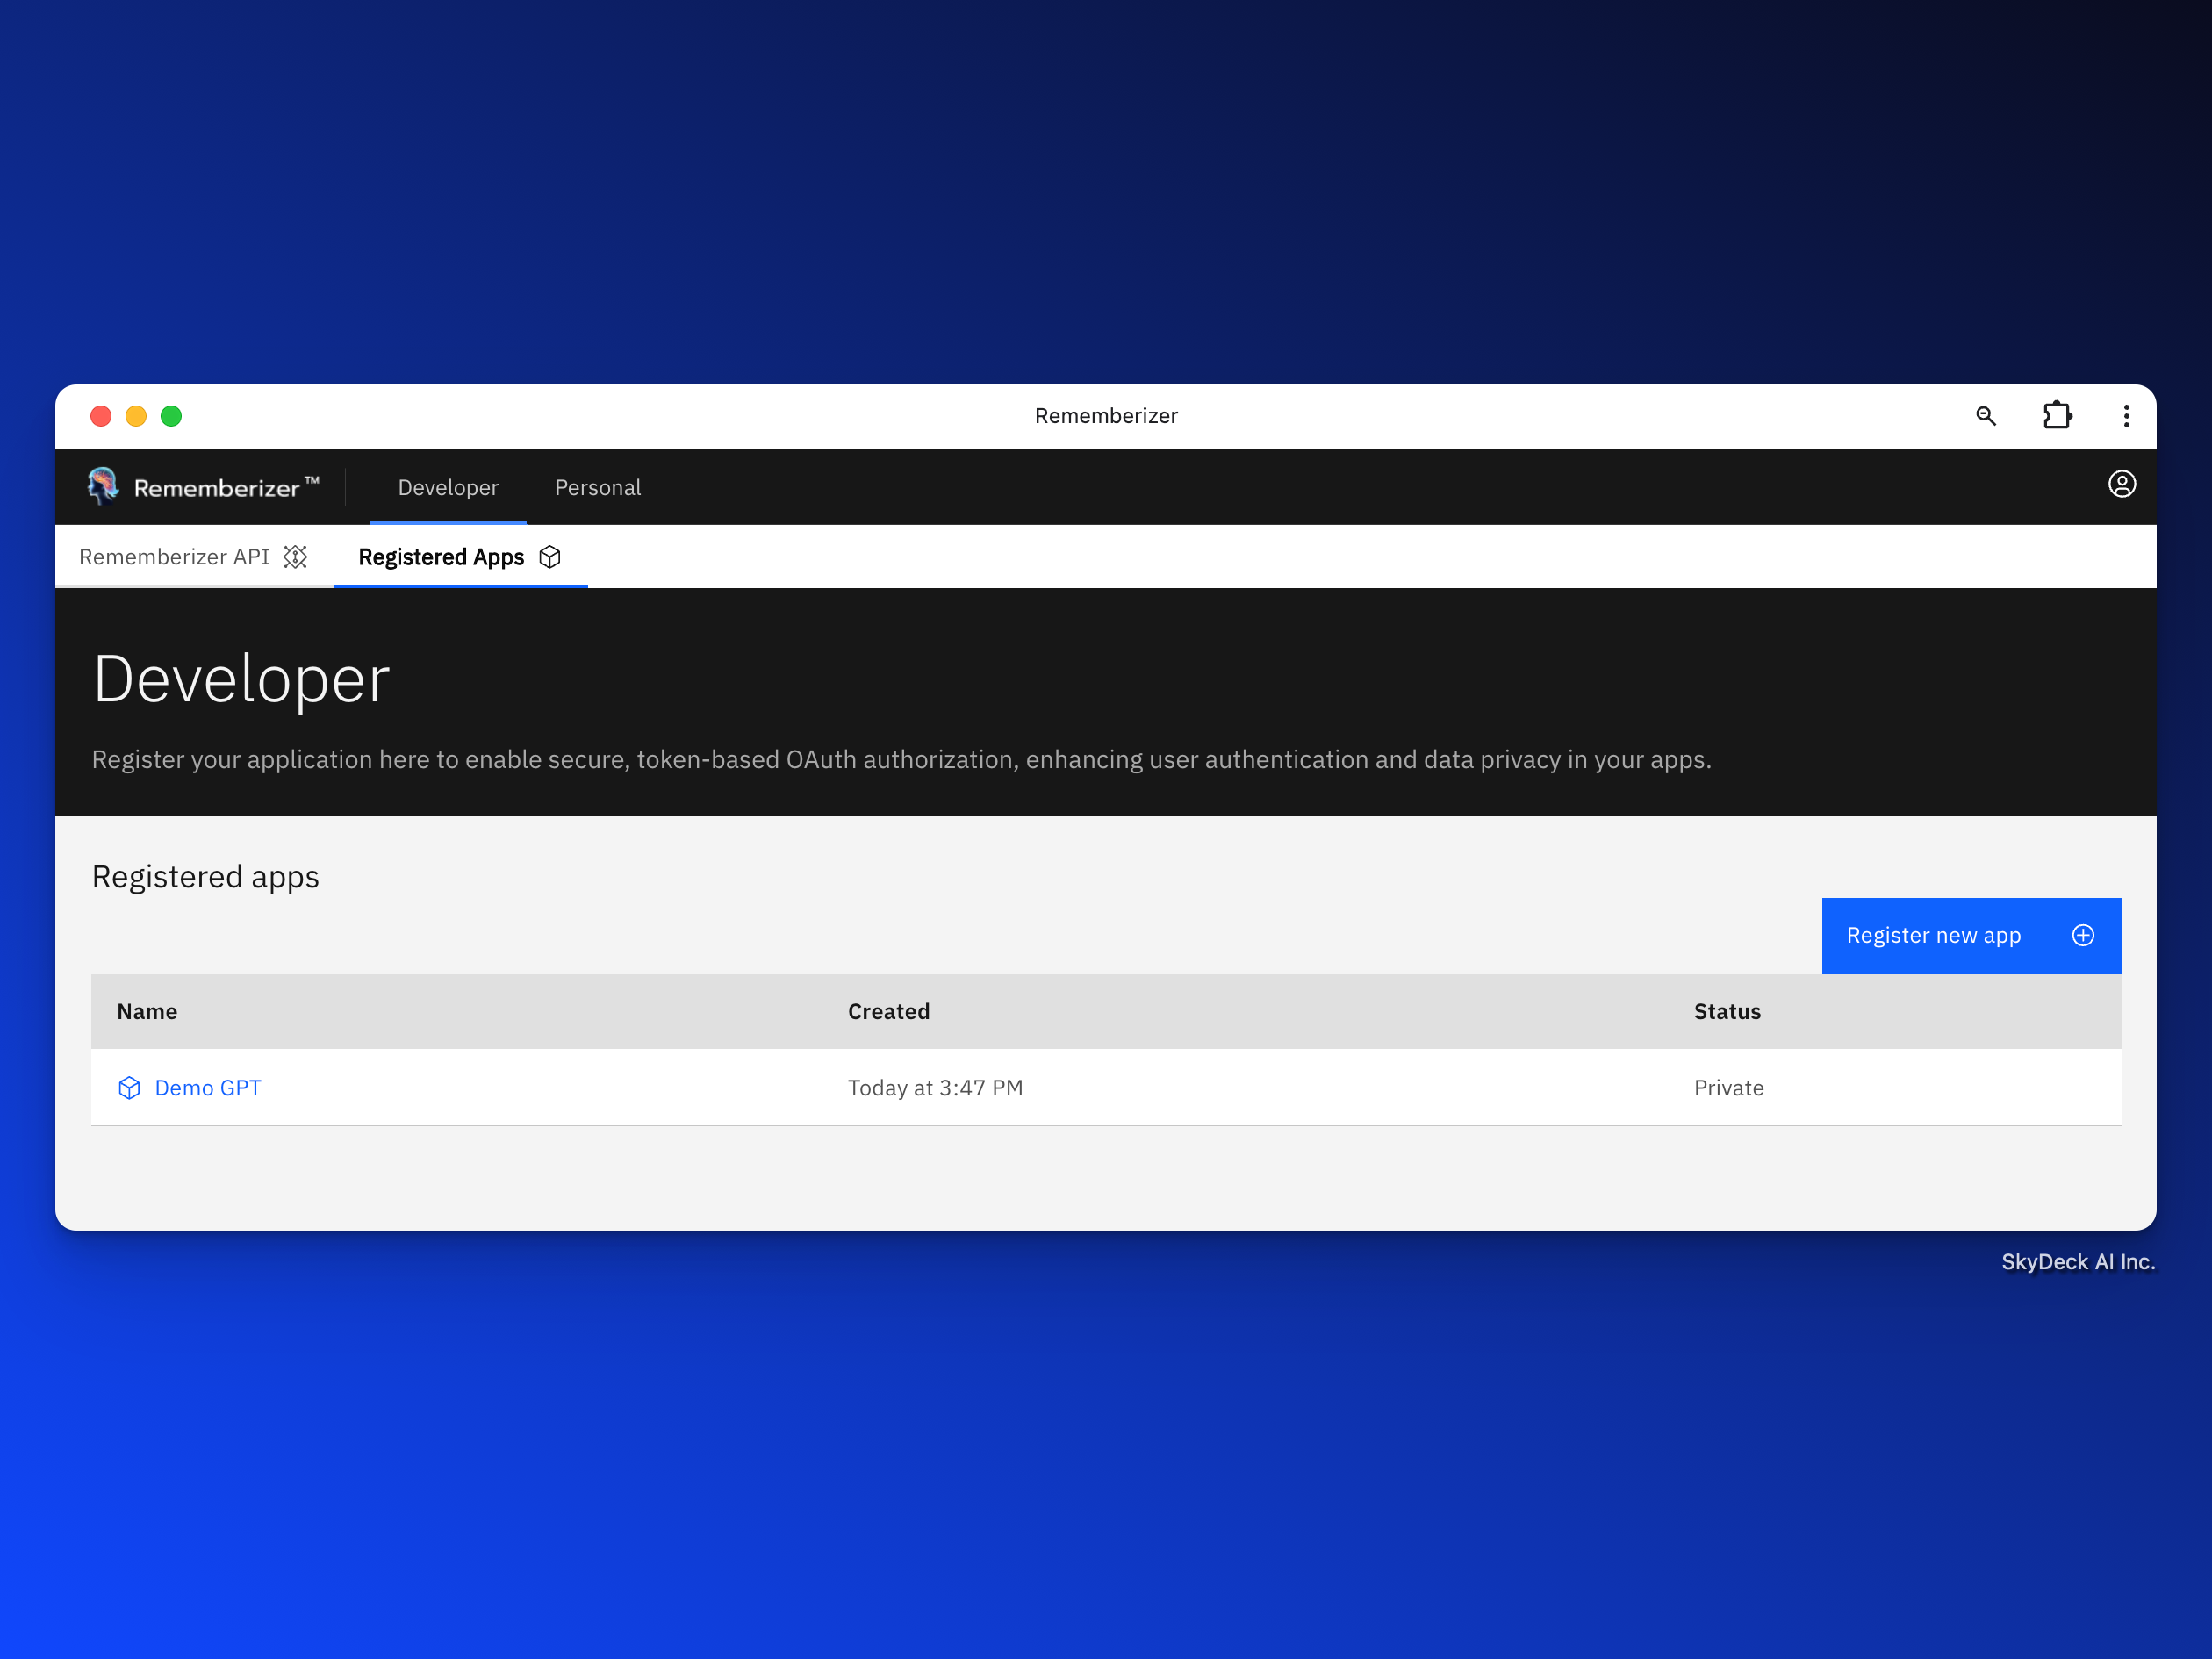 Rememberizer
Rememberizer™ Developer Personal
Rememberizer API Registered Apps
Developer
Register your application here to enable secure, token-based OAuth authorization, enhancing user authentication and data privacy in your apps.
Registered apps
Register new app
Name Created Status
Demo GPT Today at 3:47 PM Private
SkyDeck AI Inc.